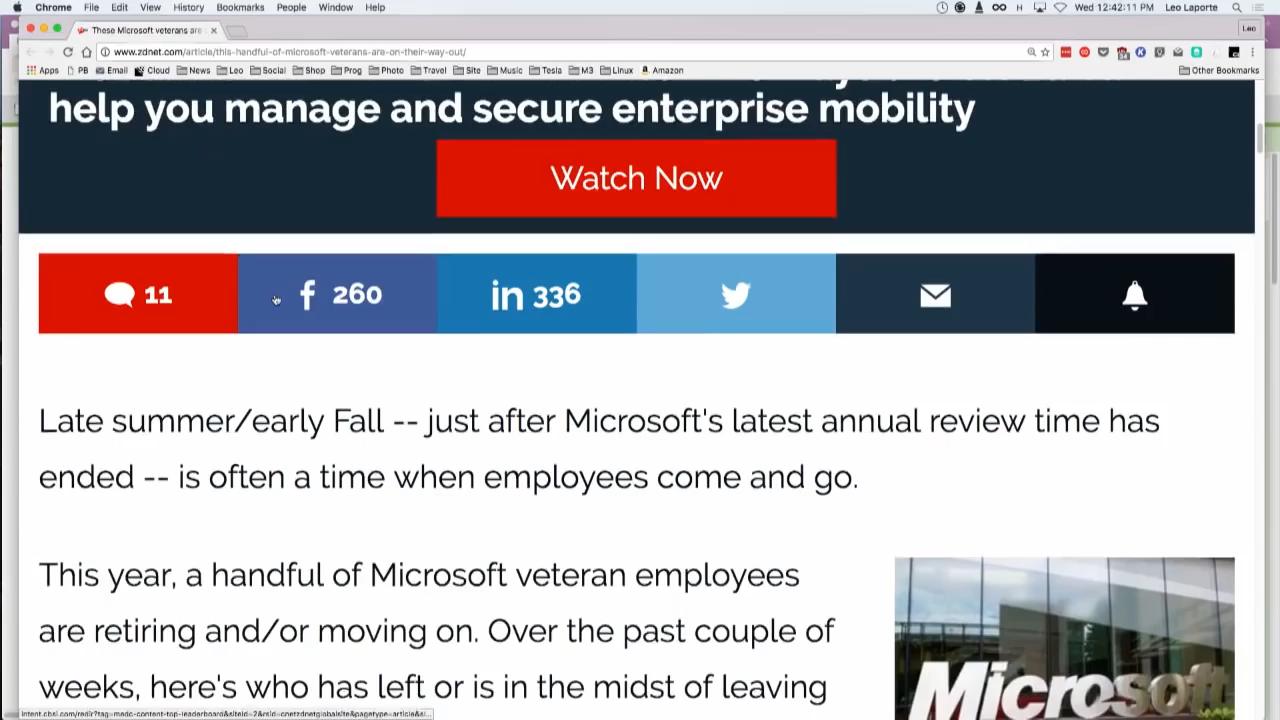 Chrome File Edit View History Bookmarks People Window Help Wed 12:42:11 PM Leo Laporte
These Microsoft veterans are Leo
www.zdnet.com/article/this-handful-of-microsoft-veterans-are-on-their-way-out/
Apps PB Email Cloud News Leo Social Shop Prog Photo Travel Site Music Tesla M3 Linux Amazon Other Bookmarks
help you manage and secure enterprise mobility
Watch Now
11 f 260 in 336
Late summer/early Fall -- just after Microsoft's latest annual review time has
ended -- is often a time when employees come and go.
This year, a handful of Microsoft veteran employees
are retiring and/or moving on. Over the past couple of
weeks, here's who has left or is in the midst of leaving
Microsoft